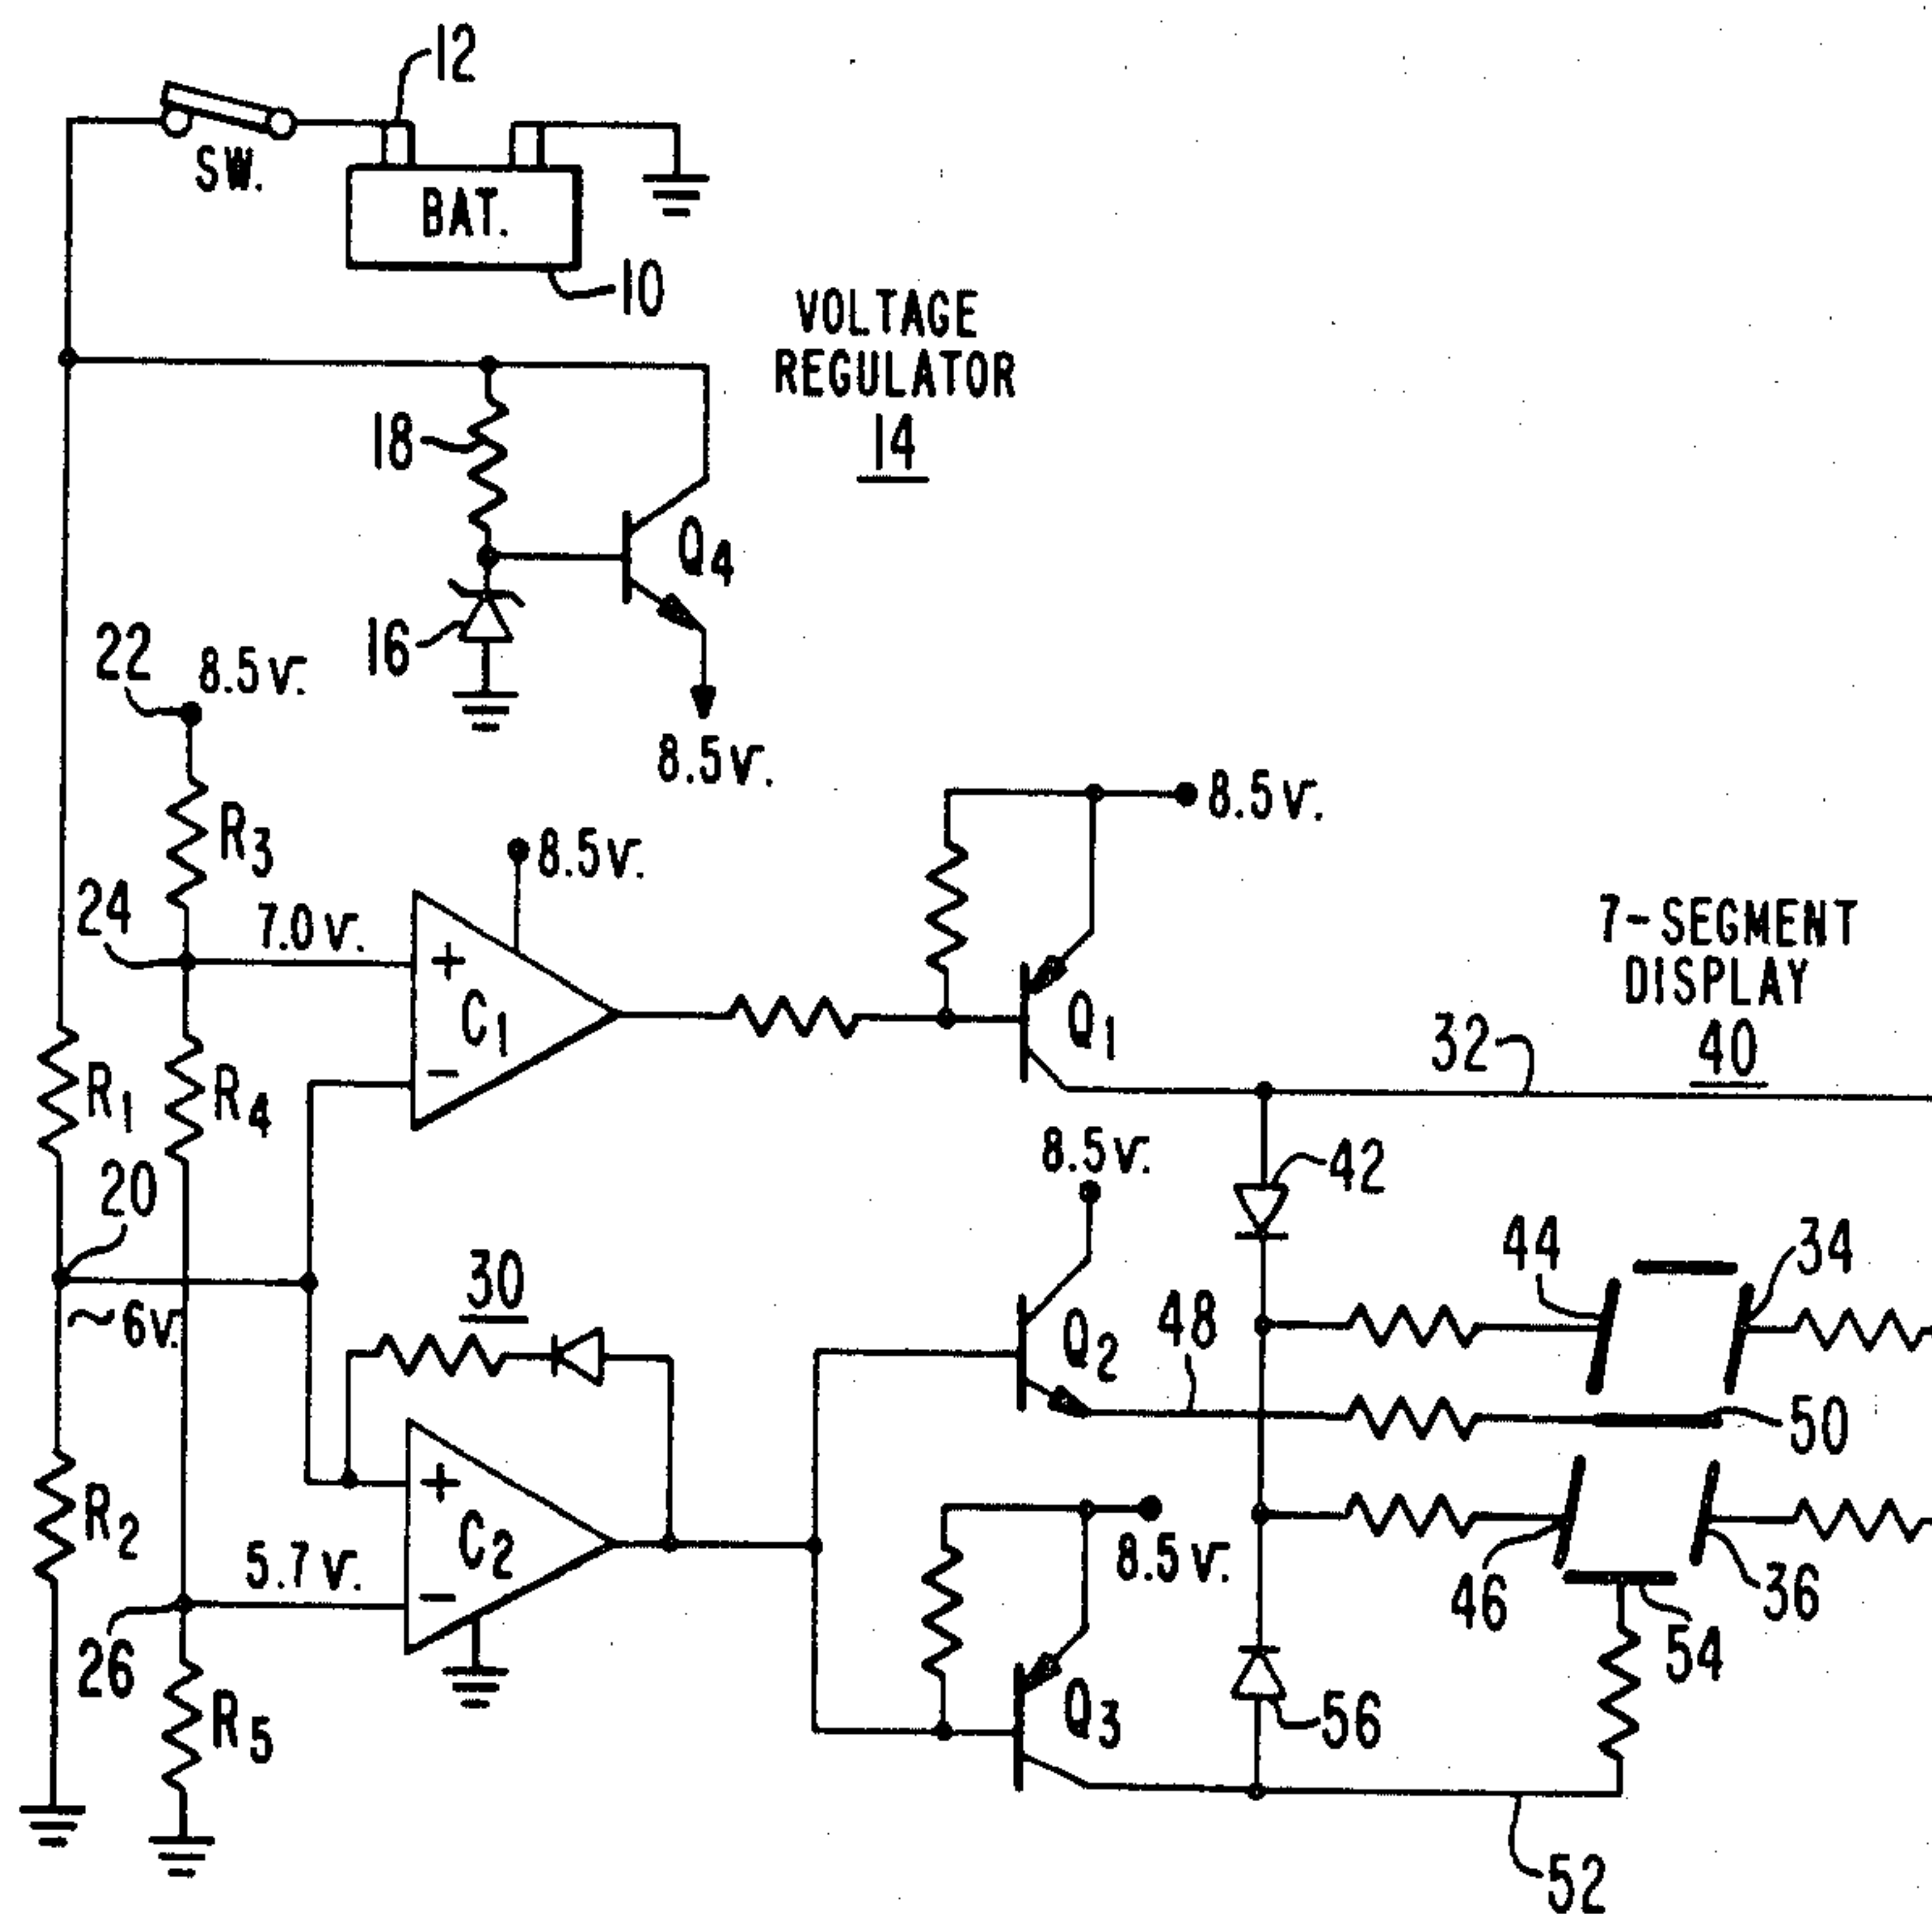 12
SW.
BAT.
10
VOLTAGE
REGULATOR
14
18
Q4
16
22
8.5v.
8.5v.
R3
8.5v.
8.5v.
24
7.0v.
+
C1
−
Q1
7-SEGMENT
DISPLAY
40
32
R1
R4
20
8.5v.
42
44
34
~6v.
30
Q2
48
50
+
C2
−
R2
5.7v.
8.5v.
46
36
54
26
R5
Q3
56
52